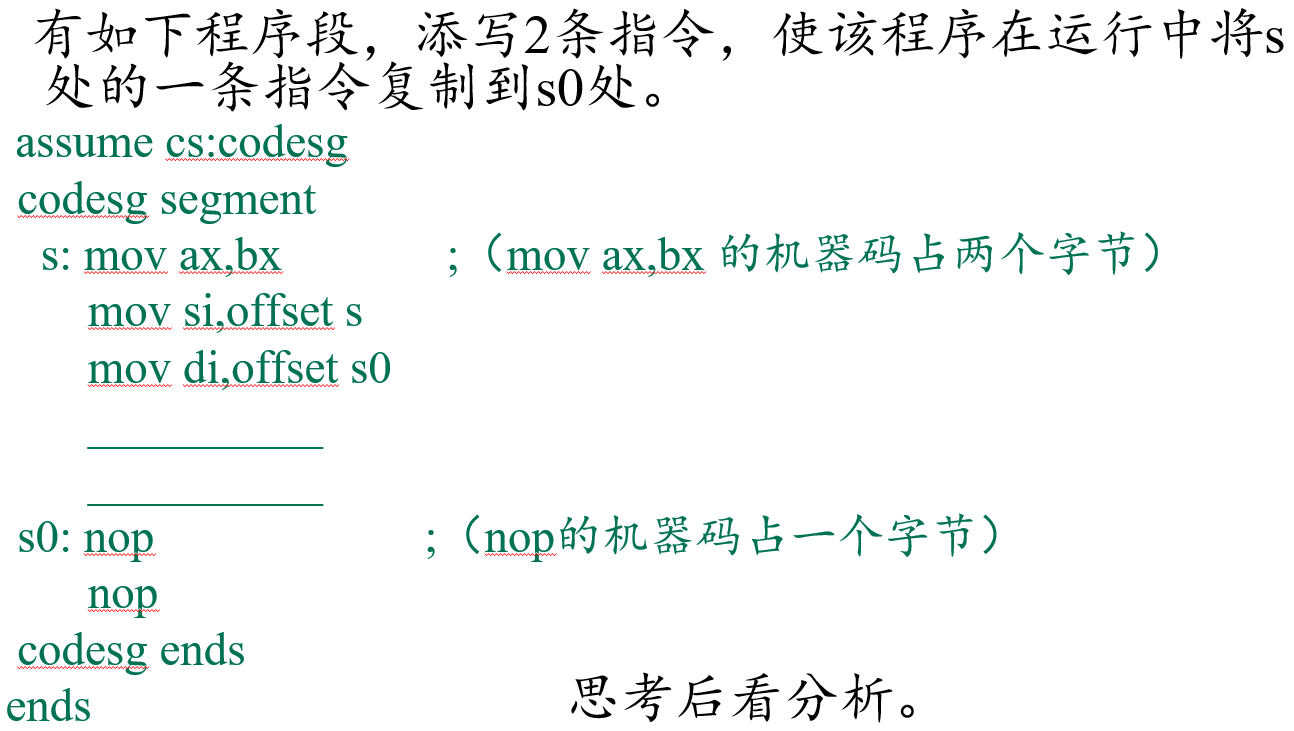 有如下程序段，添写2条指令，使该程序在运行中将s
处的一条指令复制到s0处。
assume cs:codesg
codesg segment
s: mov ax,bx ;（mov ax,bx 的机器码占两个字节）
mov si,offset s
mov di,offset s0
__________
__________
s0: nop ;（nop的机器码占一个字节）
nop
codesg ends
ends
思考后看分析。